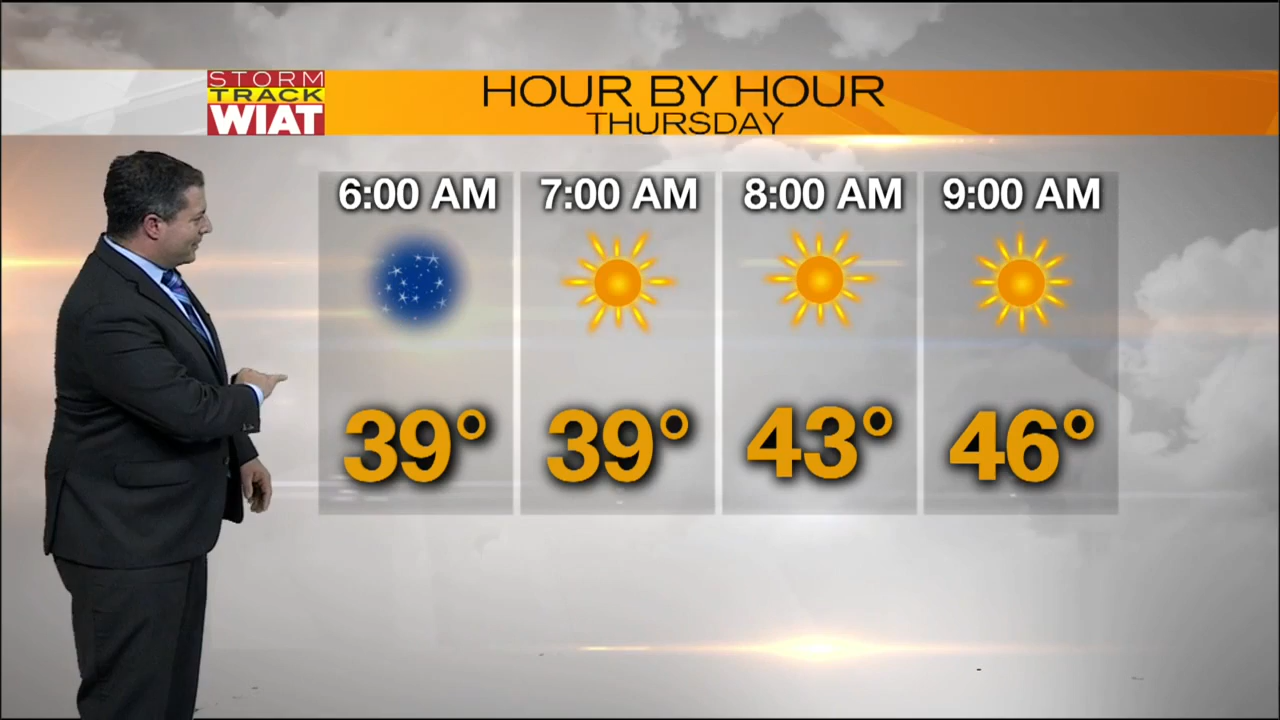 STORM
TRACK
WIAT
HOUR BY HOUR
THURSDAY
6:00 AM 7:00 AM 8:00 AM 9:00 AM
39° 39° 43° 46°